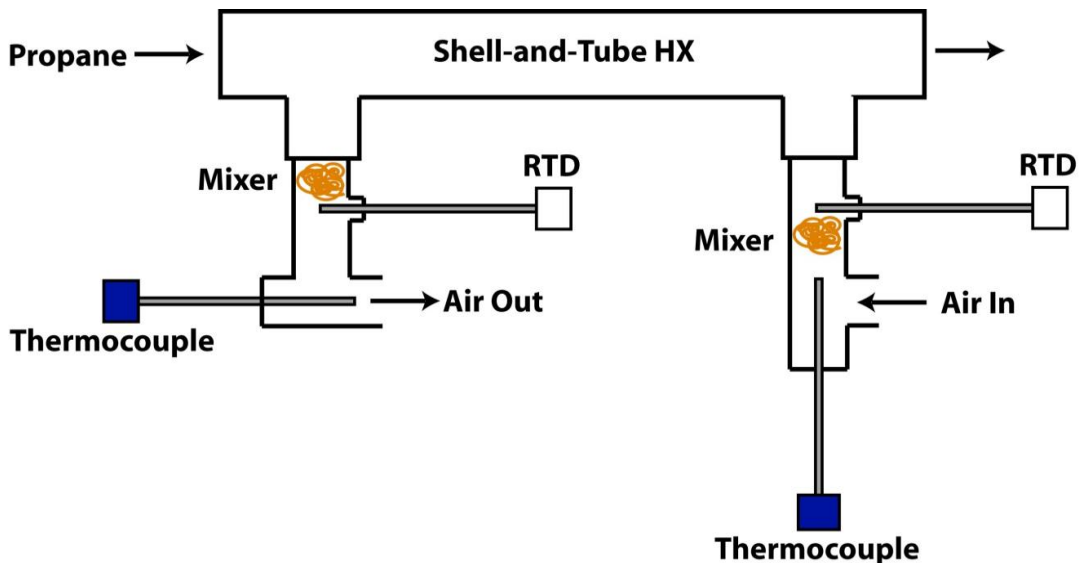 Propane
Shell-and-Tube HX
Mixer
RTD
RTD
Mixer
Air Out
Air In
Thermocouple
Thermocouple